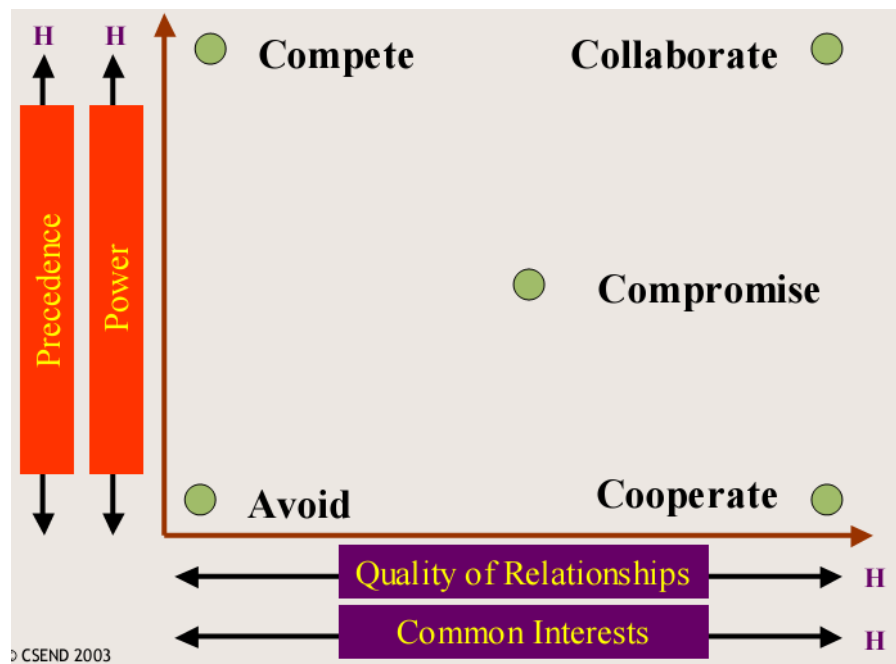 H H
Compete Collaborate
Precedence
Power
Compromise
Avoid Cooperate
Quality of Relationships H
Common Interests H
© CSEND 2003